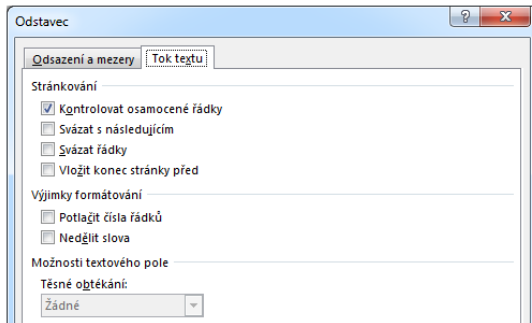 Odstavec
Odsazení a mezery Tok textu
Stránkování
Kontrolovat osamocené řádky
Svázat s následujícím
Svázat řádky
Vložit konec stránky před
Výjimky formátování
Potlačit čísla řádků
Nedělit slova
Možnosti textového pole
Těsné obtékání:
Žádné